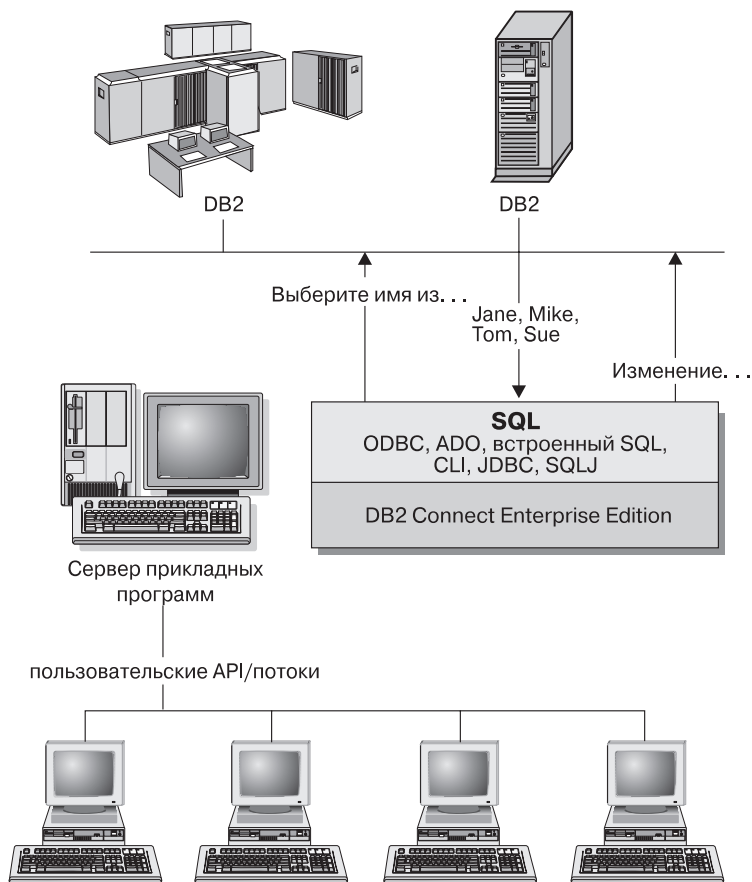 DB2
DB2
Выберите имя из. . .
Jane, Mike,
Tom, Sue
Изменение. . .
SQL
ODBC, ADO, встроенный SQL,
CLI, JDBC, SQLJ
DB2 Connect Enterprise Edition
Сервер прикладных
программ
пользовательские API/потоки